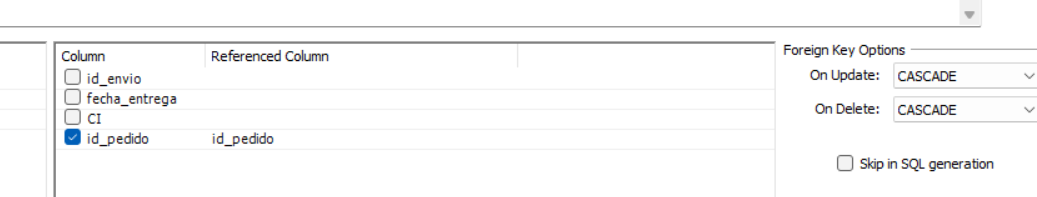 Column Referenced Column
id_envio
fecha_entrega
CI
id_pedido id_pedido
Foreign Key Options
On Update: CASCADE
On Delete: CASCADE
Skip in SQL generation